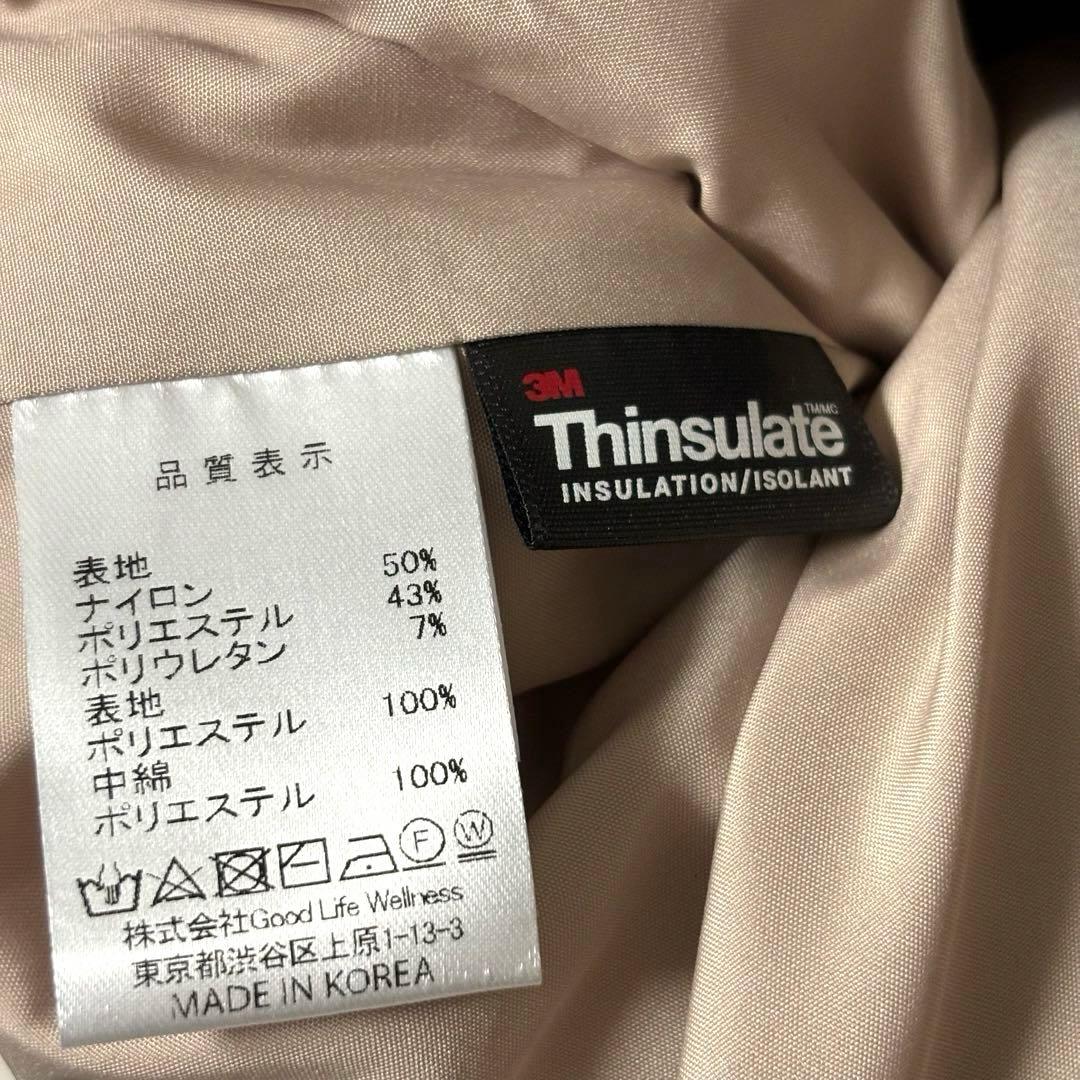 品質表示
表地 50%
ナイロン 43%
ポリエステル 7%
ポリウレタン
表地
ポリエステル 100%
中綿
ポリエステル 100%
F W
株式会社Good Life Wellness
東京都渋谷区上原1-13-3
MADE IN KOREA
3M
Thinsulate TM/MC
INSULATION/ISOLANT